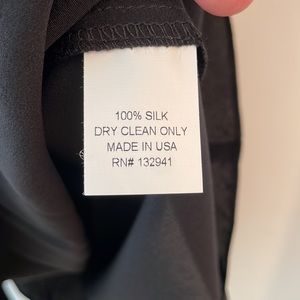 100% SILK
DRY CLEAN ONLY
MADE IN USA
RN# 132941